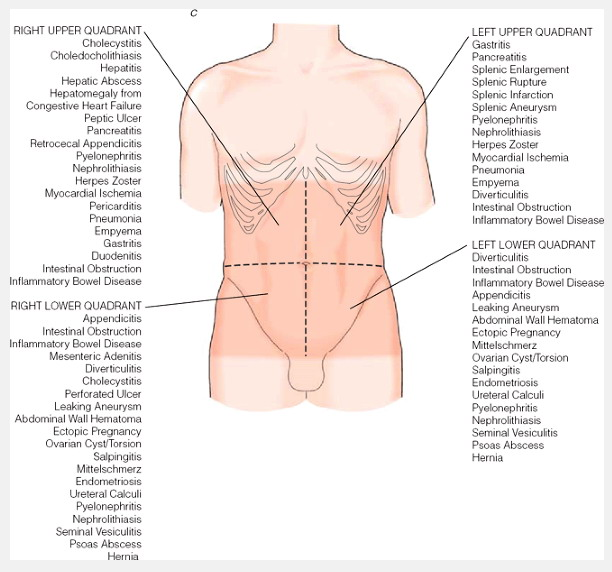 C
RIGHT UPPER QUADRANT
Cholecystitis
Choledocholithiasis
Hepatitis
Hepatic Abscess
Hepatomegaly from
Congestive Heart Failure
Peptic Ulcer
Pancreatitis
Retrocecal Appendicitis
Pyelonephritis
Nephrolithiasis
Herpes Zoster
Myocardial Ischemia
Pericarditis
Pneumonia
Empyema
Gastritis
Duodenitis
Intestinal Obstruction
Inflammatory Bowel Disease
RIGHT LOWER QUADRANT
Appendicitis
Intestinal Obstruction
Inflammatory Bowel Disease
Mesenteric Adenitis
Diverticulitis
Cholecystitis
Perforated Ulcer
Leaking Aneurysm
Abdominal Wall Hematoma
Ectopic Pregnancy
Ovarian Cyst/Torsion
Salpingitis
Mittelschmerz
Endometriosis
Ureteral Calculi
Pyelonephritis
Nephrolithiasis
Seminal Vesiculitis
Psoas Abscess
Hernia
LEFT UPPER QUADRANT
Gastritis
Pancreatitis
Splenic Enlargement
Splenic Rupture
Splenic Infarction
Splenic Aneurysm
Pyelonephritis
Nephrolithiasis
Herpes Zoster
Myocardial Ischemia
Pneumonia
Empyema
Diverticulitis
Intestinal Obstruction
Inflammatory Bowel Disease
LEFT LOWER QUADRANT
Diverticulitis
Intestinal Obstruction
Inflammatory Bowel Disease
Appendicitis
Leaking Aneurysm
Abdominal Wall Hematoma
Ectopic Pregnancy
Mittelschmerz
Ovarian Cyst/Torsion
Salpingitis
Endometriosis
Ureteral Calculi
Pyelonephritis
Nephrolithiasis
Seminal Vesiculitis
Psoas Abscess
Hernia